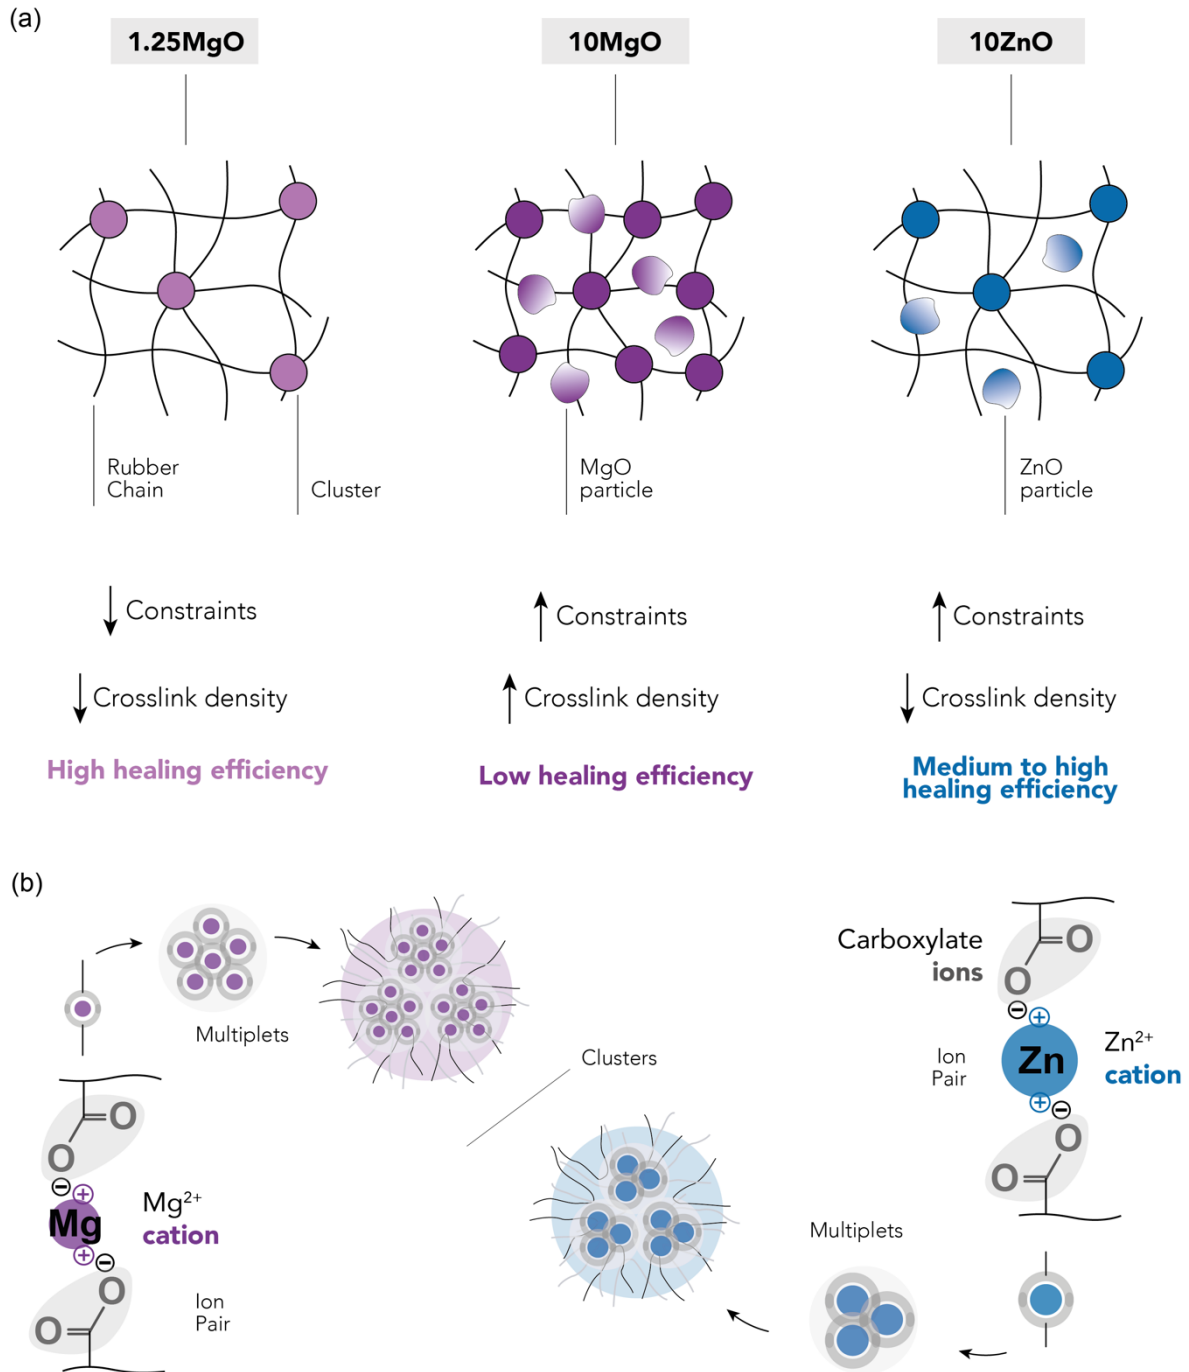 (a)
1.25MgO
10MgO
10ZnO
Rubber
Chain
Cluster
MgO
particle
ZnO
particle
↓ Constraints
↑ Constraints
↑ Constraints
↓ Crosslink density
↑ Crosslink density
↓ Crosslink density
High healing efficiency
Low healing efficiency
Medium to high
healing efficiency
(b)
Multiplets
Clusters
Carboxylate
ions
O
O
⊖
⊕
Zn
Ion
Pair
Zn²⁺
cation
⊕
⊖
O
O
O
O
⊖
⊕
Mg
Mg²⁺
cation
⊕
⊖
O
O
Ion
Pair
Multiplets